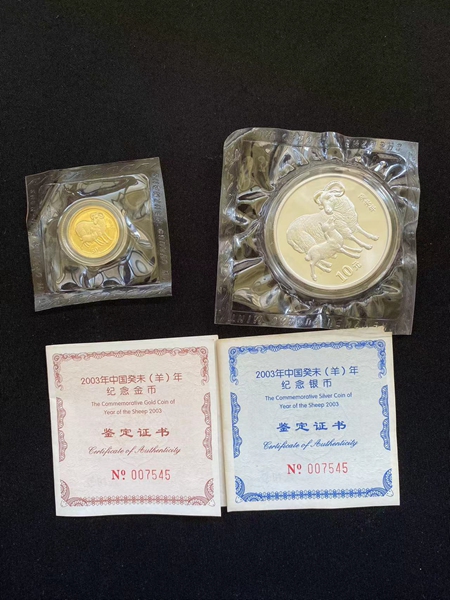 10元
2003年中国癸未（羊）年
纪念金币
The Commemorative Gold Coin of
Year of the Sheep 2003
鉴定证书
Certificate of Authenticity
№ 007545
2003年中国癸未（羊）年
纪念银币
The Commemorative Silver Coin of
Year of the Sheep 2003
鉴定证书
Certificate of Authenticity
№ 007545